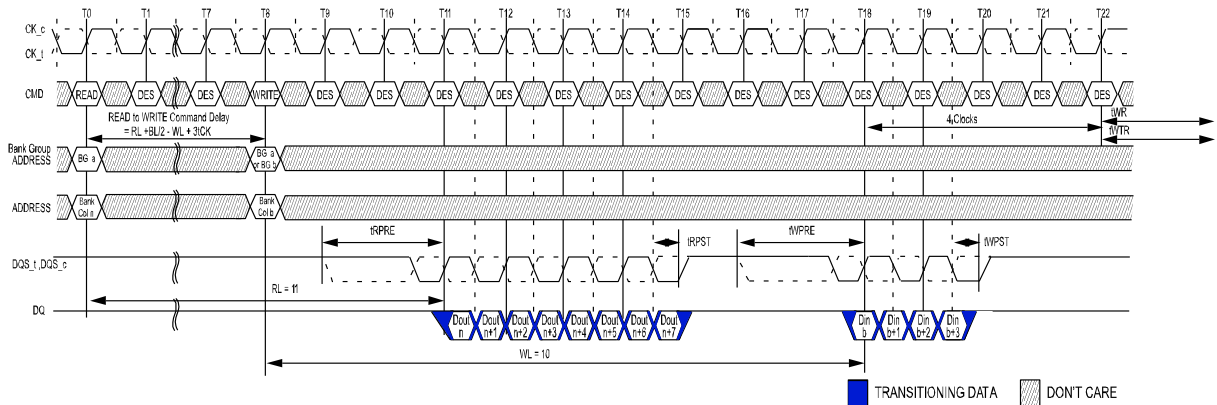 T0 T1 T7 T8 T9 T10 T11 T12 T13 T14 T15 T16 T17 T18 T19 T20 T21 T22
CK_c
CK_t
CMD READ DES DES WRITE DES DES DES DES DES DES DES DES DES DES DES DES DES DES
READ to WRITE Command Delay
= RL +BL/2 - WL + 3tCK
4 Clocks
tWR
tWTR
Bank Group
ADDRESS
BG a
BG a
or BG b
ADDRESS
Bank
Col n
Bank
Col b
tRPRE tRPST tWPRE tWPST
DQS_t ,DQS_c
RL = 11
DQ
Dout Dout Dout Dout Dout Dout Dout Dout Din Din Din Din
n n+1 n+2 n+3 n+4 n+5 n+6 n+7 b b+1 b+2 b+3
WL = 10
TRANSITIONING DATA DON'T CARE